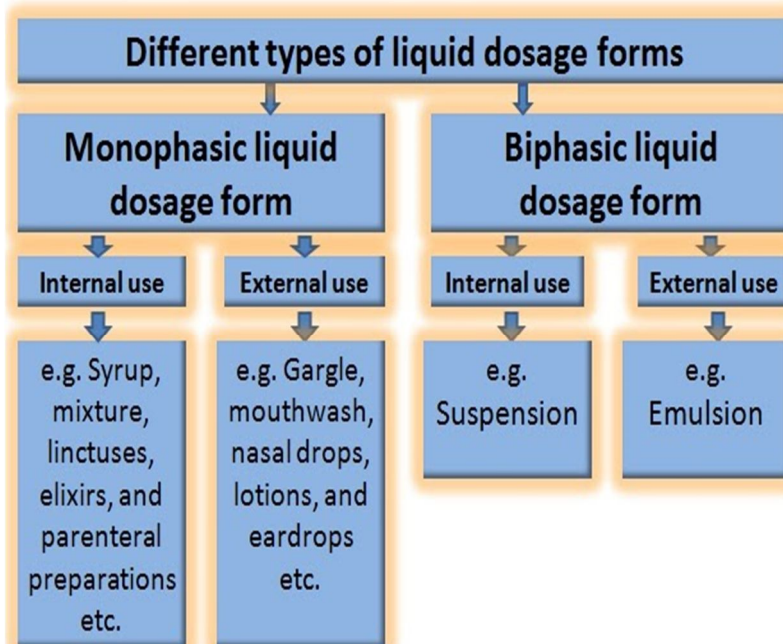 Different types of liquid dosage forms
Monophasic liquid
dosage form
Biphasic liquid
dosage form
Internal use
External use
Internal use
External use
e.g. Syrup,
mixture,
linctuses,
elixirs, and
parenteral
preparations
etc.
e.g. Gargle,
mouthwash,
nasal drops,
lotions, and
eardrops
etc.
e.g.
Suspension
e.g.
Emulsion